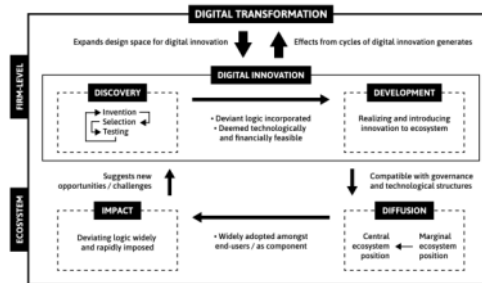 DIGITAL TRANSFORMATION
Expands design space for digital innovation
Effects from cycles of digital innovation generates
FIRM-LEVEL
DIGITAL INNOVATION
DISCOVERY
Invention
Selection
Testing
• Deviant logic incorporated
• Deemed technologically
and financially feasible
DEVELOPMENT
Realizing and introducing
innovation to ecosystem
Suggests new
opportunities / challenges
Compatible with governance
and technological structures
ECOSYSTEM
IMPACT
Deviating logic widely
and rapidly imposed
• Widely adopted amongst
end-users / as component
DIFFUSION
Central
ecosystem
position
Marginal
ecosystem
position